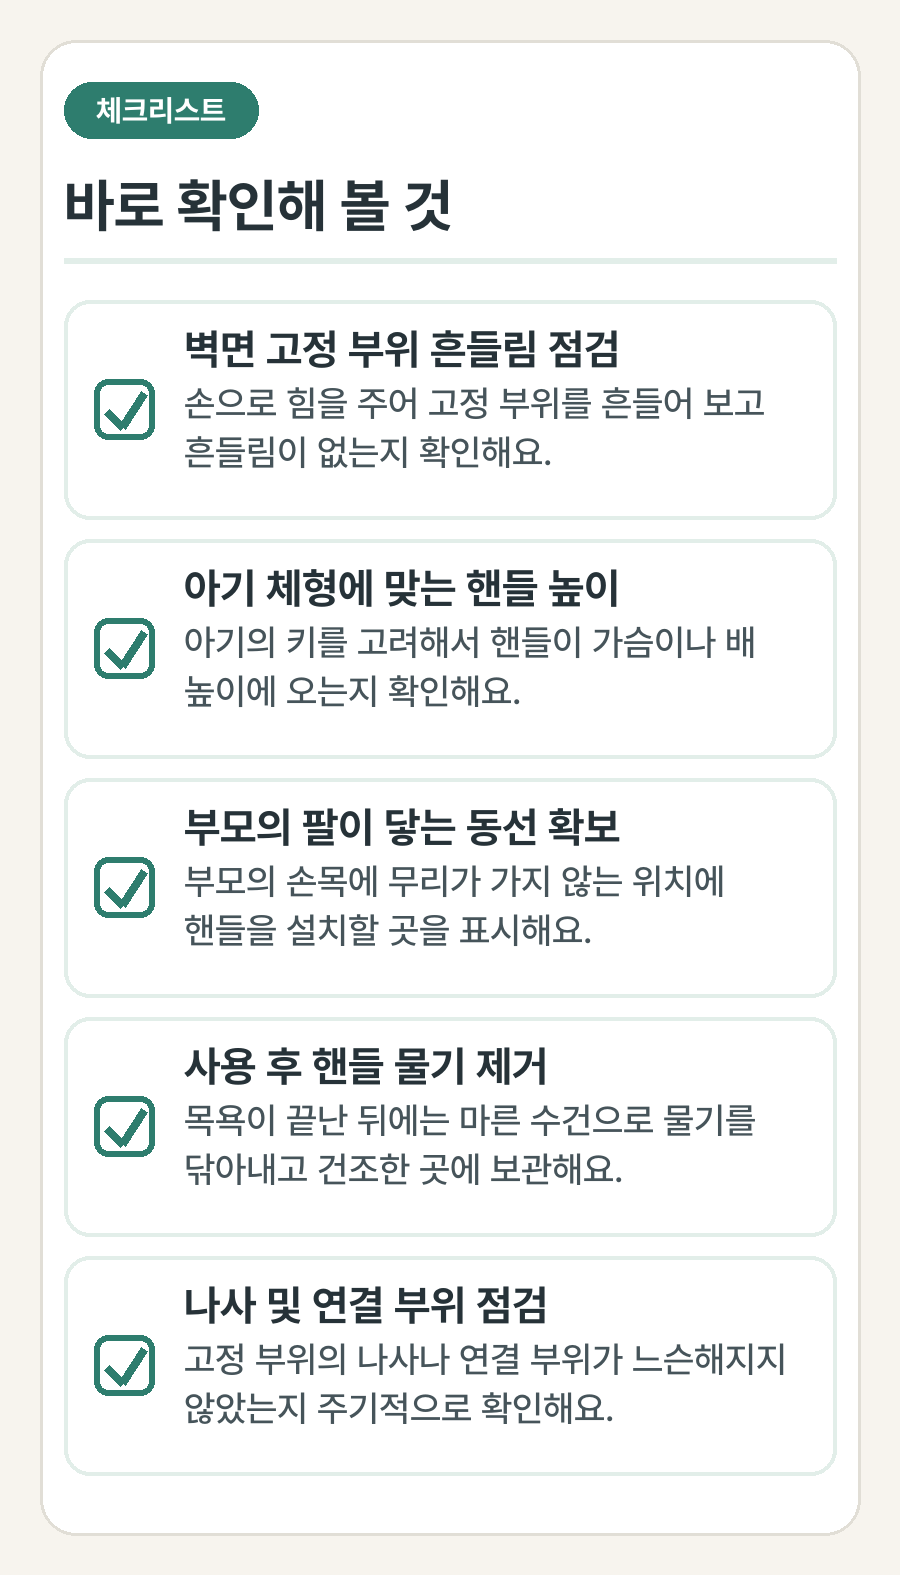 체크리스트
바로 확인해 볼 것
벽면 고정 부위 흔들림 점검
손으로 힘을 주어 고정 부위를 흔들어 보고
흔들림이 없는지 확인해요.
아기 체형에 맞는 핸들 높이
아기의 키를 고려해서 핸들이 가슴이나 배
높이에 오는지 확인해요.
부모의 팔이 닿는 동선 확보
부모의 손목에 무리가 가지 않는 위치에
핸들을 설치할 곳을 표시해요.
사용 후 핸들 물기 제거
목욕이 끝난 뒤에는 마른 수건으로 물기를
닦아내고 건조한 곳에 보관해요.
나사 및 연결 부위 점검
고정 부위의 나사나 연결 부위가 느슨해지지
않았는지 주기적으로 확인해요.